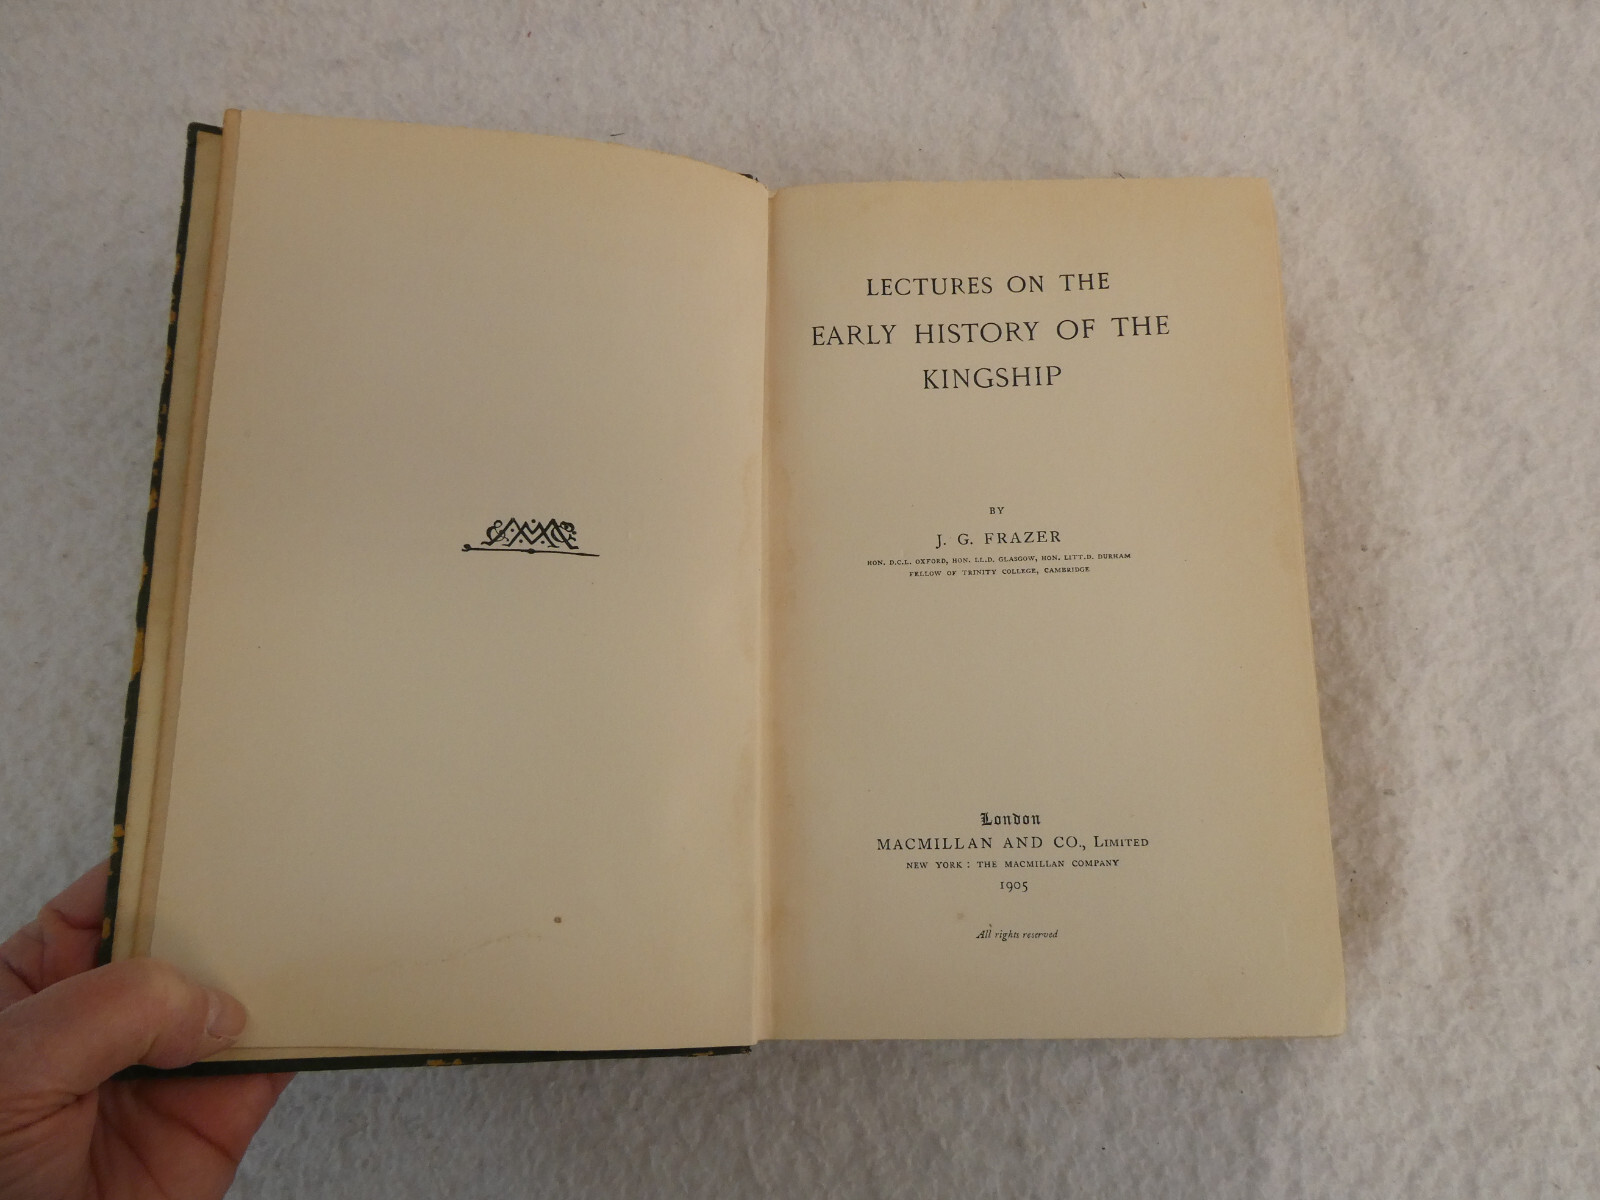 LECTURES ON THE
EARLY HISTORY OF THE
KINGSHIP
BY
J. G. FRAZER
HON. D.C.L. OXFORD, HON. LL.D. GLASGOW, HON. LITT.D. DURHAM
FELLOW OF TRINITY COLLEGE, CAMBRIDGE
London
MACMILLAN AND CO., LIMITED
NEW YORK: THE MACMILLAN COMPANY
1905
All rights reserved